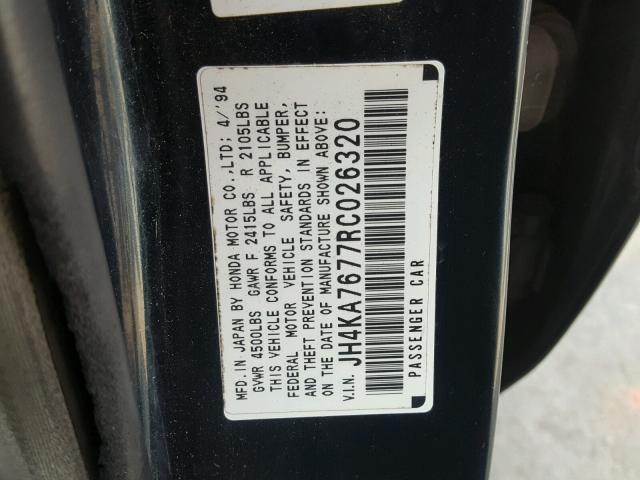 MFD.IN JAPAN BY HONDA MOTOR CO.,LTD; 4/'94
GVWR 4500LBS GAWR F 2415LBS R 2105LBS
THIS VEHICLE CONFORMS TO ALL APPLICABLE
FEDERAL MOTOR VEHICLE SAFETY, BUMPER,
AND THEFT PREVENTION STANDARDS IN EFFECT
ON THE DATE OF MANUFACTURE SHOWN ABOVE:
V.I.N. JH4KA7677RC026320
PASSENGER CAR